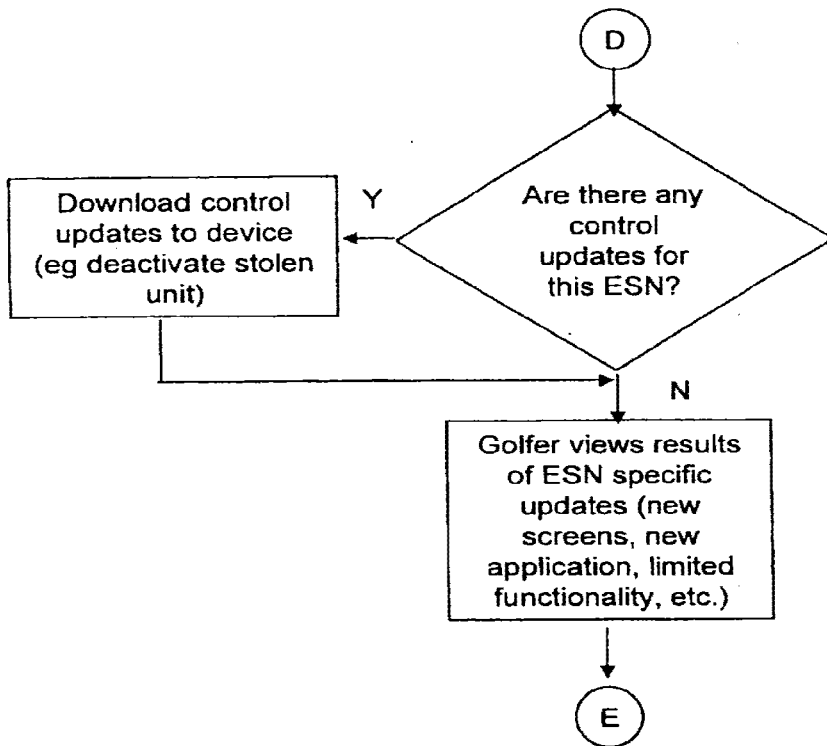 D
Are there any
control
updates for
this ESN?
Y
Download control
updates to device
(eg deactivate stolen
unit)
N
Golfer views results
of ESN specific
updates (new
screens, new
application, limited
functionality, etc.)
E